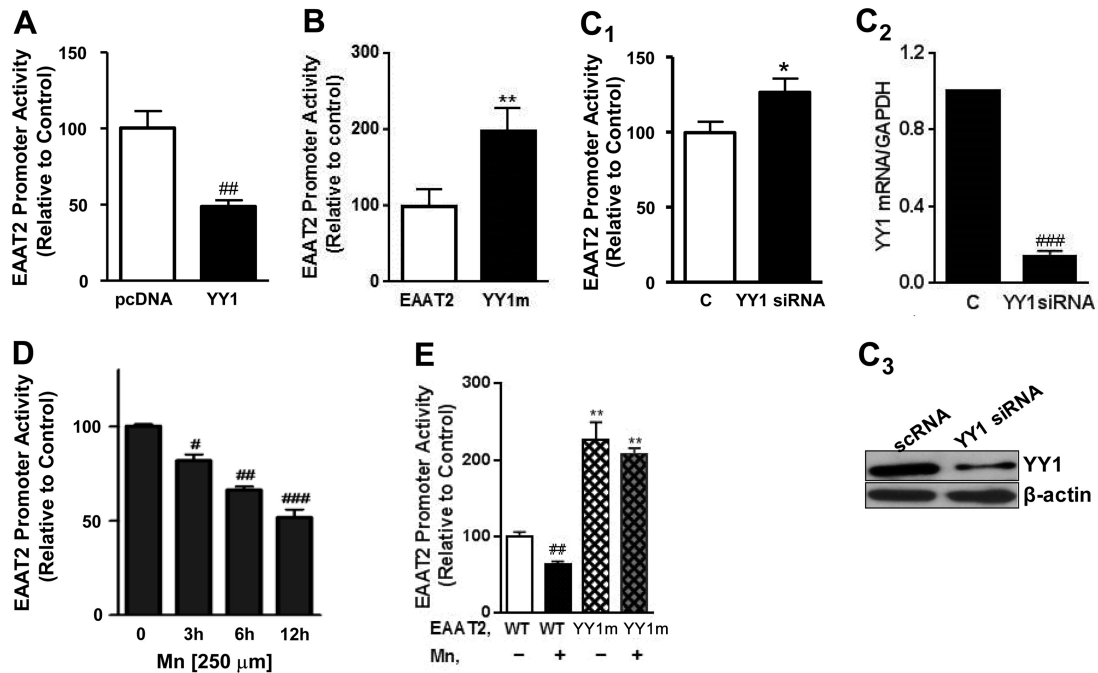 A
EAAT2 Promoter Activity
(Relative to Control)
150
100
50
0
##
pcDNA YY1
B
EAAT2 Promoter Activity
(Relative to control)
300
200
100
0
**
EAAT2 YY1m
C1
EAAT2 Promoter Activity
(Relative to Control)
150
100
50
0
*
C YY1 siRNA
C2
YY1 mRNA/GAPDH
1.2
0.8
0.4
0.0
###
C YY1siRNA
D
EAAT2 Promoter Activity
(Relative to Control)
100
50
0
#
##
###
0 3h 6h 12h
Mn [250 μm]
E
EAAT2 Promoter Activity
(Relative to Control)
300
200
100
0
##
**
**
EAAT2, WT WT YY1m YY1m
Mn, − + − +
C3
scRNA YY1 siRNA
YY1
β-actin